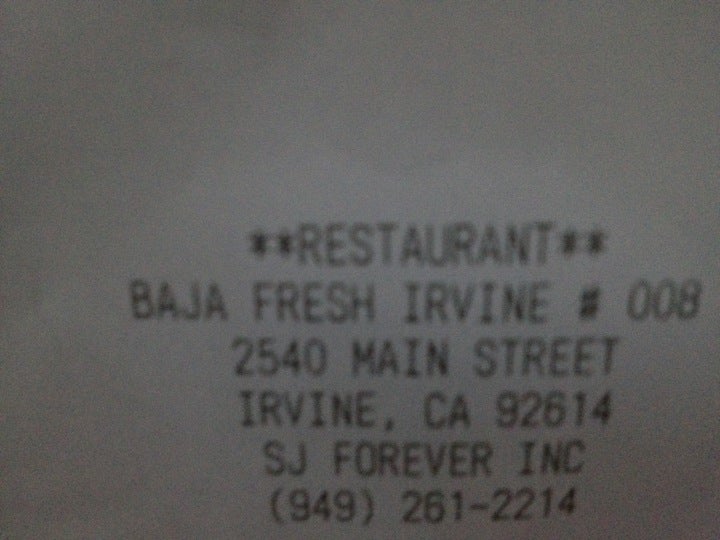 **RESTAURANT**
BAJA FRESH IRVINE # 008
2540 MAIN STREET
IRVINE, CA 92614
SJ FOREVER INC
(949) 261-2214